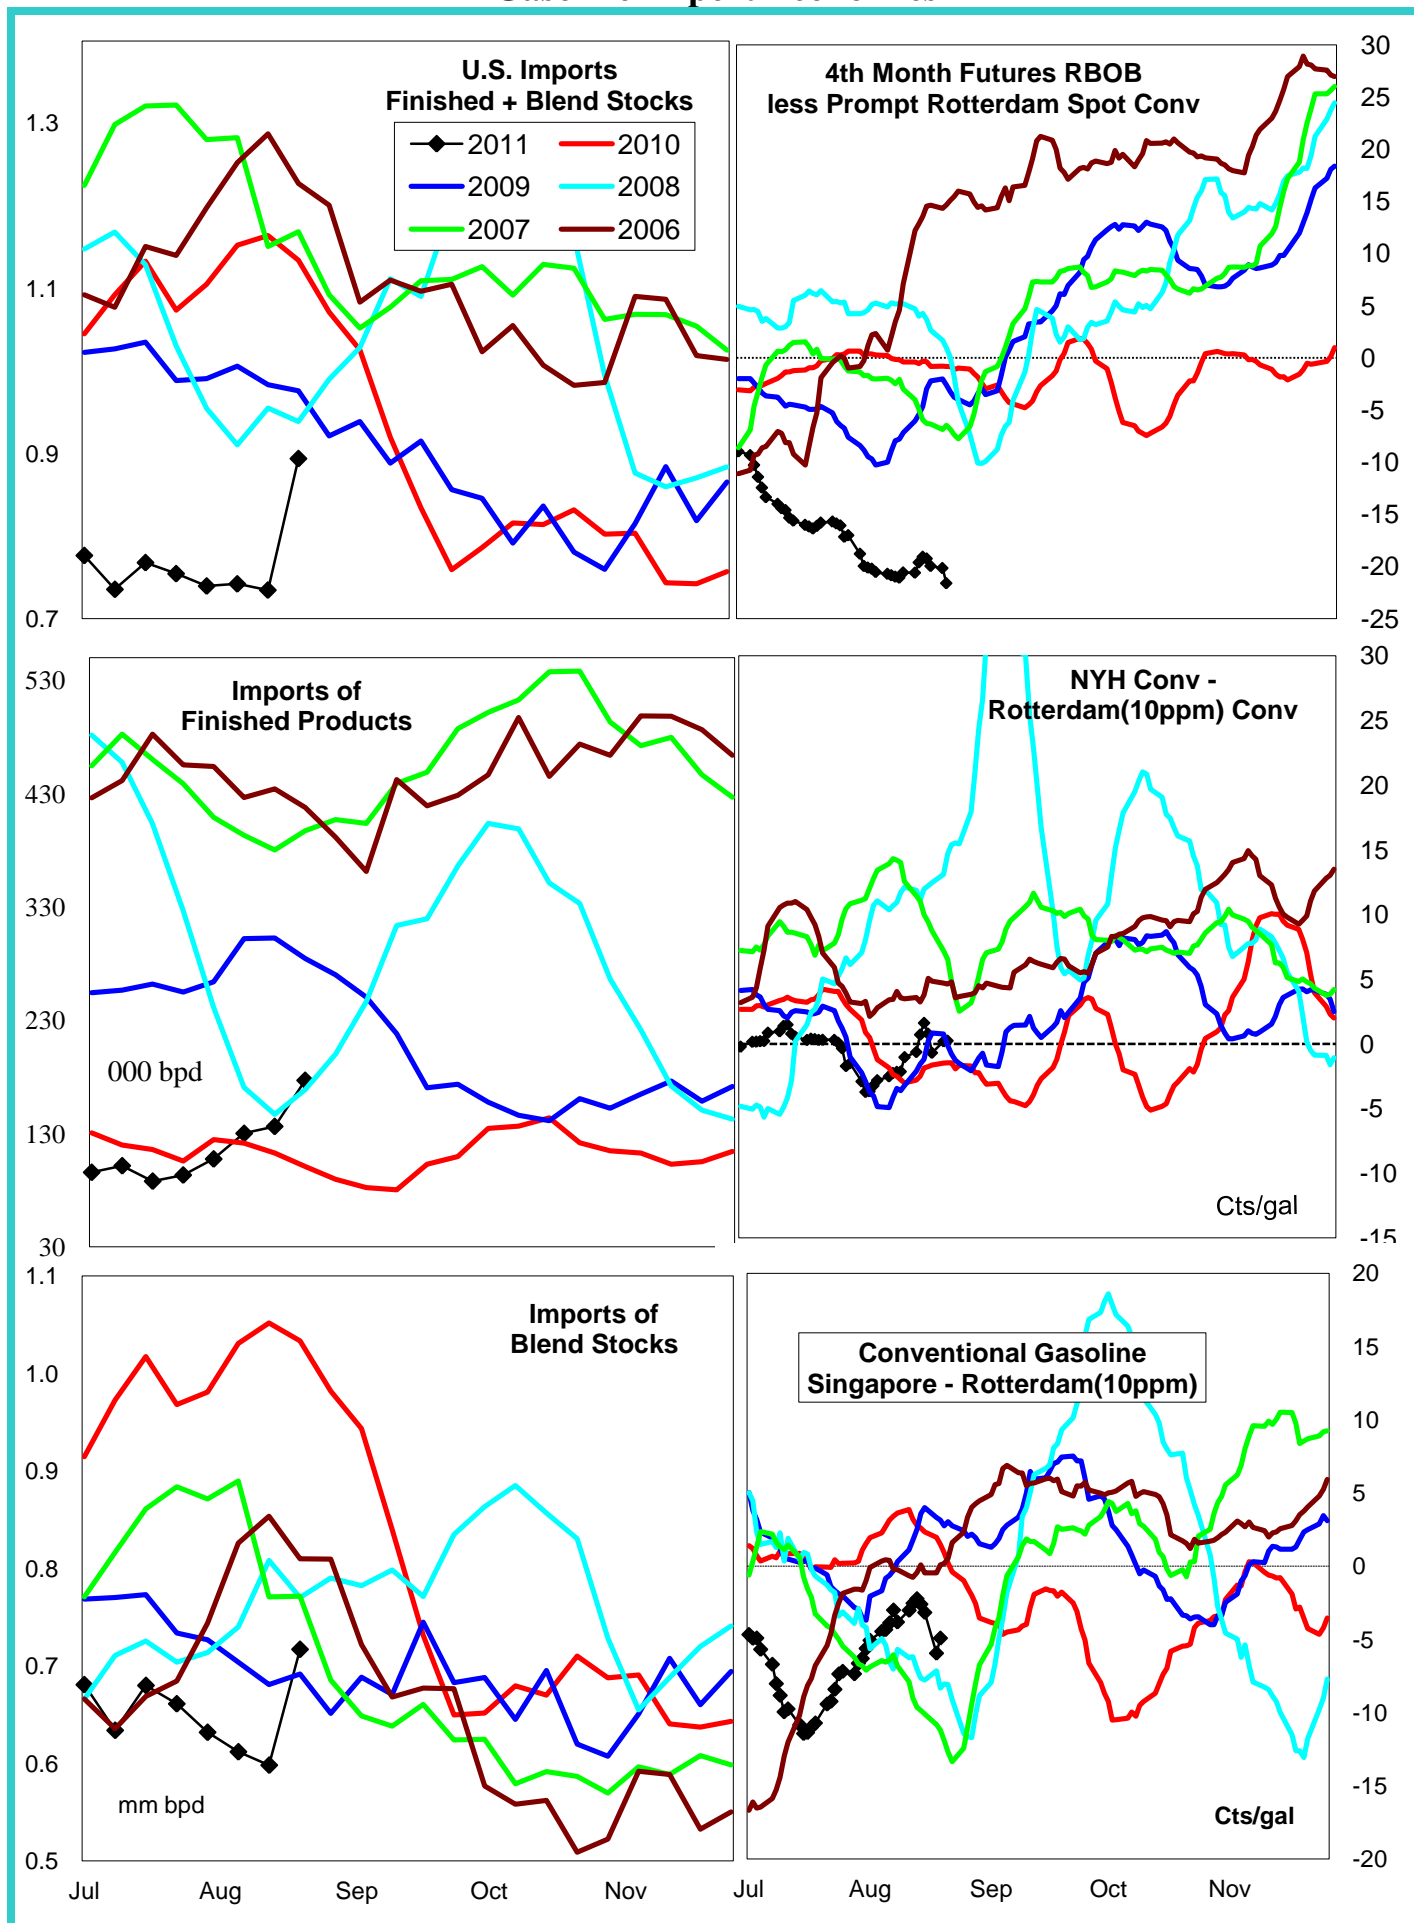 U.S. Imports
Finished + Blend Stocks
2011
2010
2009
2008
2007
2006
1.3
1.1
0.9
0.7
4th Month Futures RBOB
less Prompt Rotterdam Spot Conv
30
25
20
15
10
5
0
-5
-10
-15
-20
-25
Imports of
Finished Products
530
430
330
230
130
30
000 bpd
NYH Conv -
Rotterdam(10ppm) Conv
30
25
20
15
10
5
0
-5
-10
-15
Cts/gal
Imports of
Blend Stocks
1.1
1.0
0.9
0.8
0.7
0.6
0.5
mm bpd
Jul
Aug
Sep
Oct
Nov
Conventional Gasoline
Singapore - Rotterdam(10ppm)
20
15
10
5
0
-5
-10
-15
-20
Cts/gal
Jul
Aug
Sep
Oct
Nov